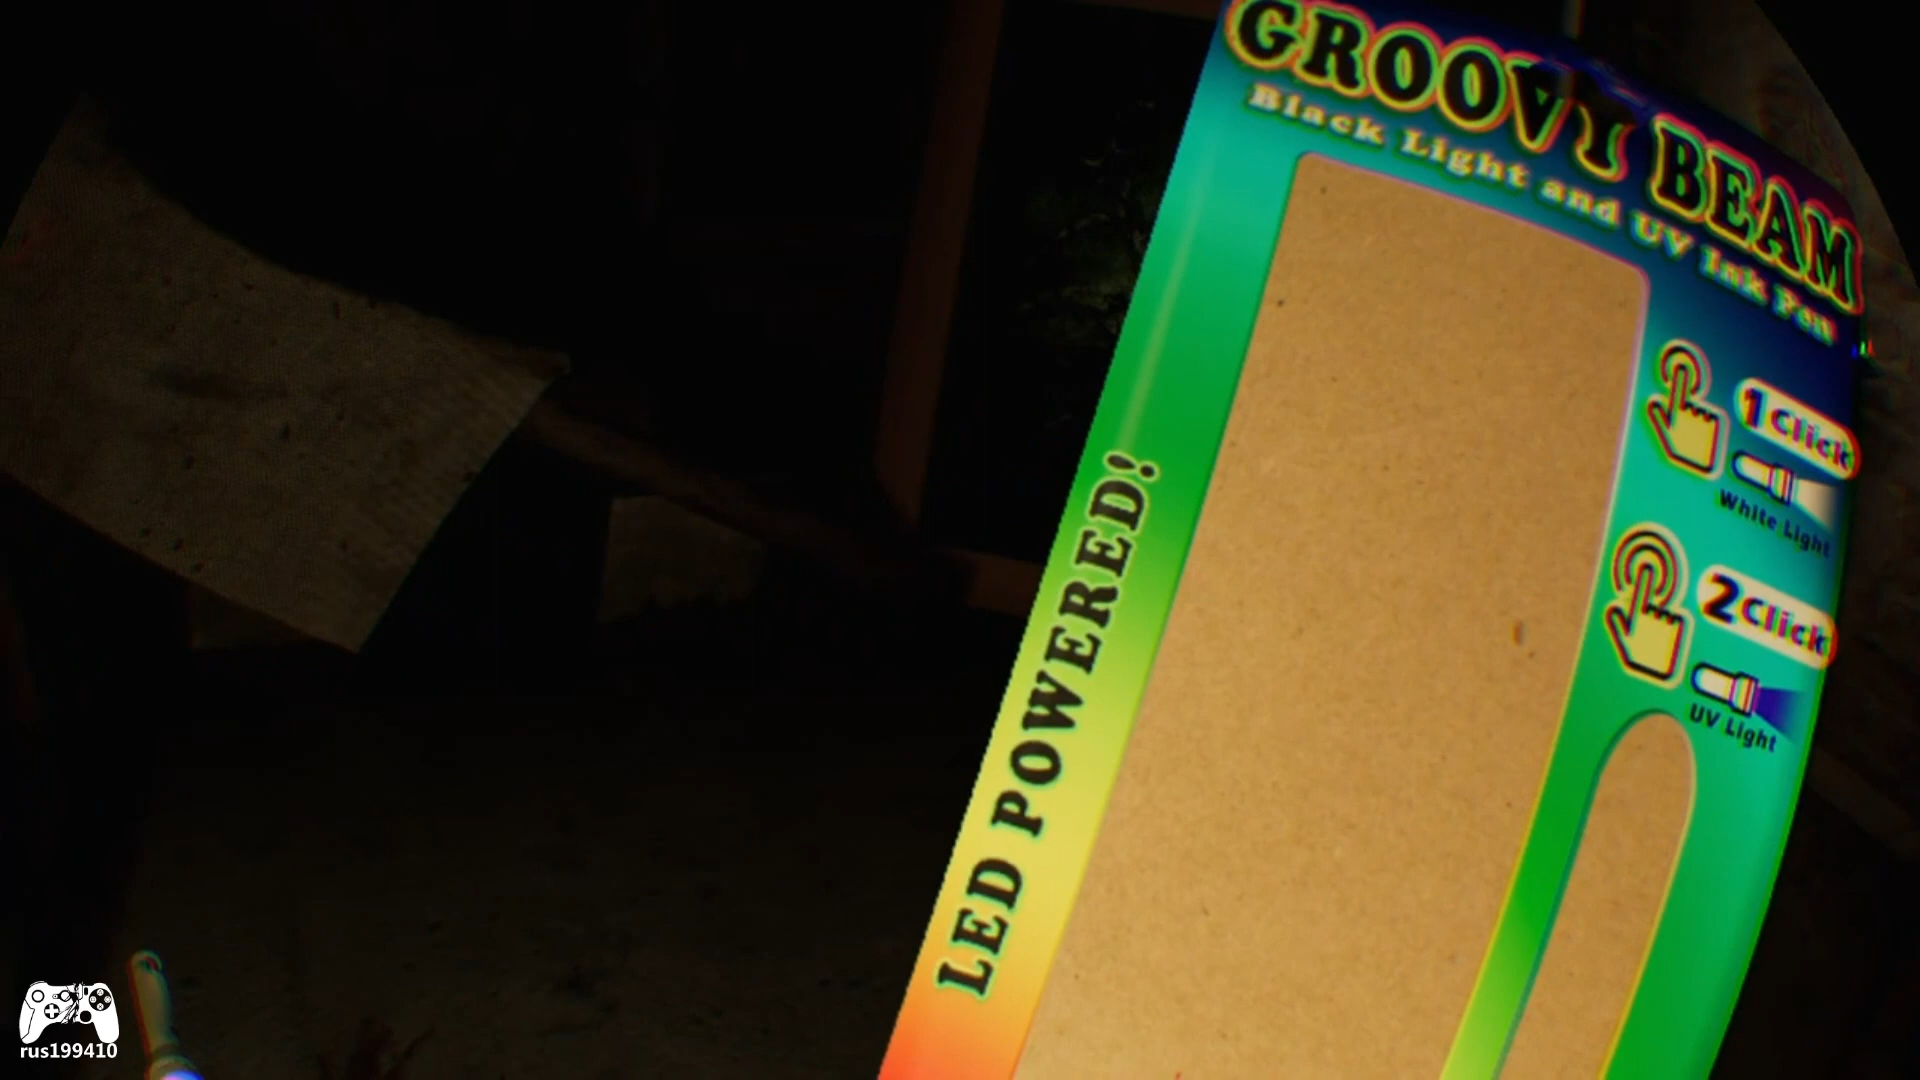 GROOVY BEAM
Black Light and UV Ink Pen
1 Click
White Light
2 Click
UV Light
LED POWERED!
rus199410